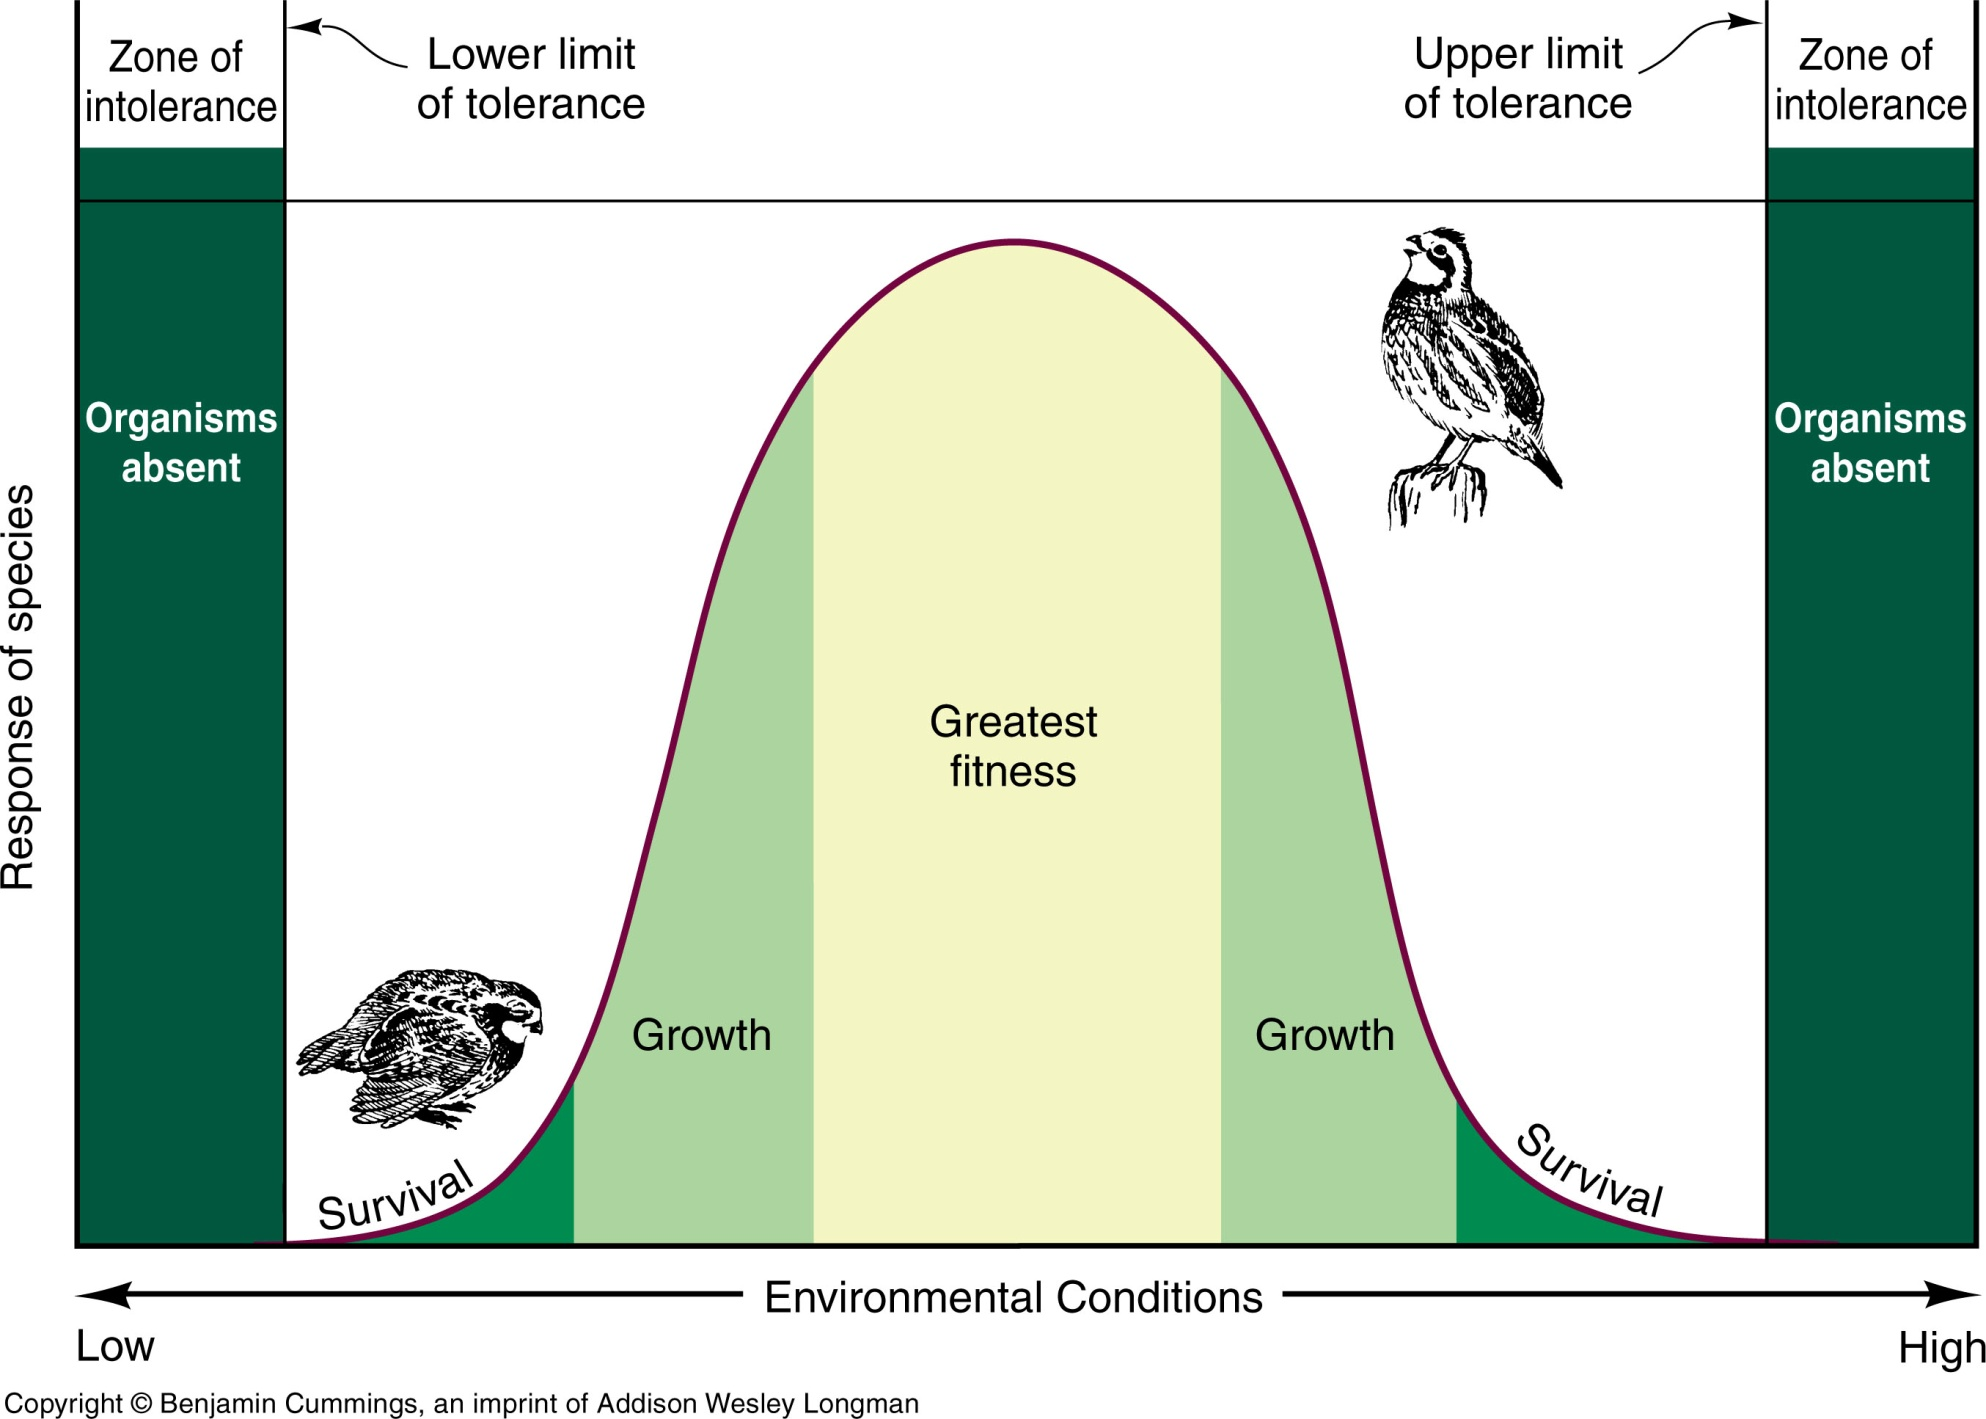 Zone of
intolerance
Lower limit
of tolerance
Upper limit
of tolerance
Zone of
intolerance
Organisms
absent
Organisms
absent
Response of species
Greatest
fitness
Growth
Growth
Survival
Survival
Environmental Conditions
Low
High
Copyright © Benjamin Cummings, an imprint of Addison Wesley Longman